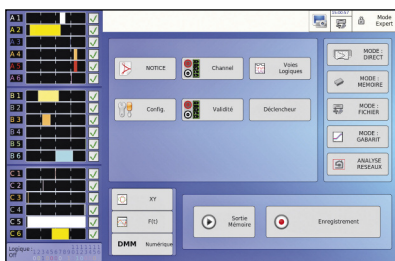 A1
A2
A4
A5
A6
B1
B2
B3
B4
B5
B6
C1
C2
C3
C4
C5
C6
Logique:
Off
Mode
Expert
NOTICE
Channel
Voies
Logiques
Config.
Validité
Déclencheur
MODE :
DIRECT
MODE :
MEMOIRE
MODE :
FICHIER
MODE :
GABARIT
ANALYSE
RESEAUX
XY
F(t)
DMM Numérique
Sortie
Mémoire
Enregistrement